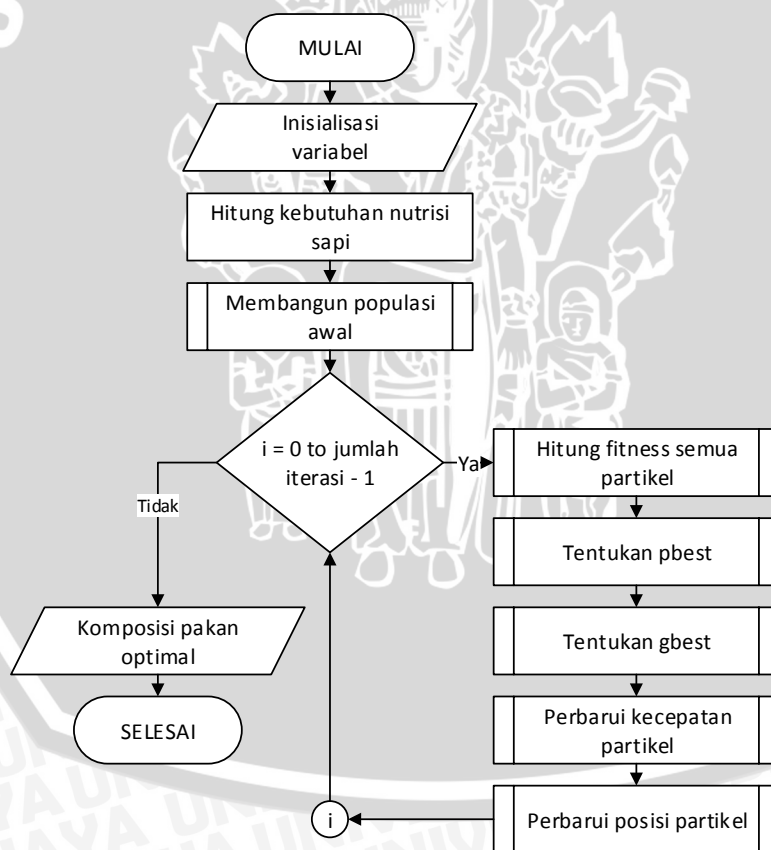 MULAI
Inisialisasi
variabel
Hitung kebutuhan nutrisi
sapi
Membangun populasi
awal
i = 0 to jumlah
iterasi - 1
Ya
Hitung fitness semua
partikel
Tentukan pbest
Tentukan gbest
Perbarui kecepatan
partikel
Perbarui posisi partikel
i
Tidak
Komposisi pakan
optimal
SELESAI